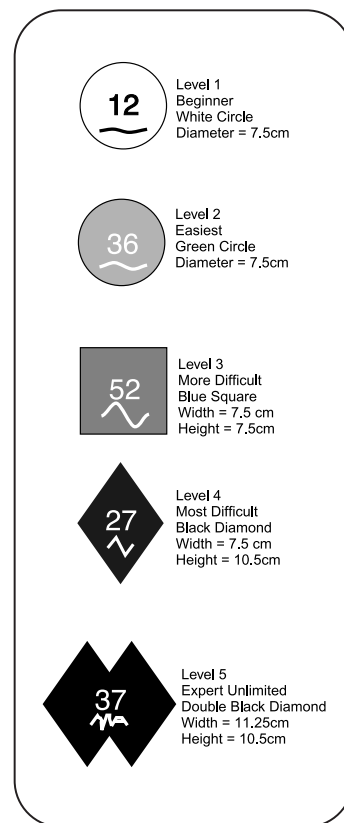 12
Level 1
Beginner
White Circle
Diameter = 7.5cm
36
Level 2
Easiest
Green Circle
Diameter = 7.5cm
52
Level 3
More Difficult
Blue Square
Width = 7.5 cm
Height = 7.5cm
27
Level 4
Most Difficult
Black Diamond
Width = 7.5 cm
Height = 10.5cm
37
Level 5
Expert Unlimited
Double Black Diamond
Width = 11.25cm
Height = 10.5cm